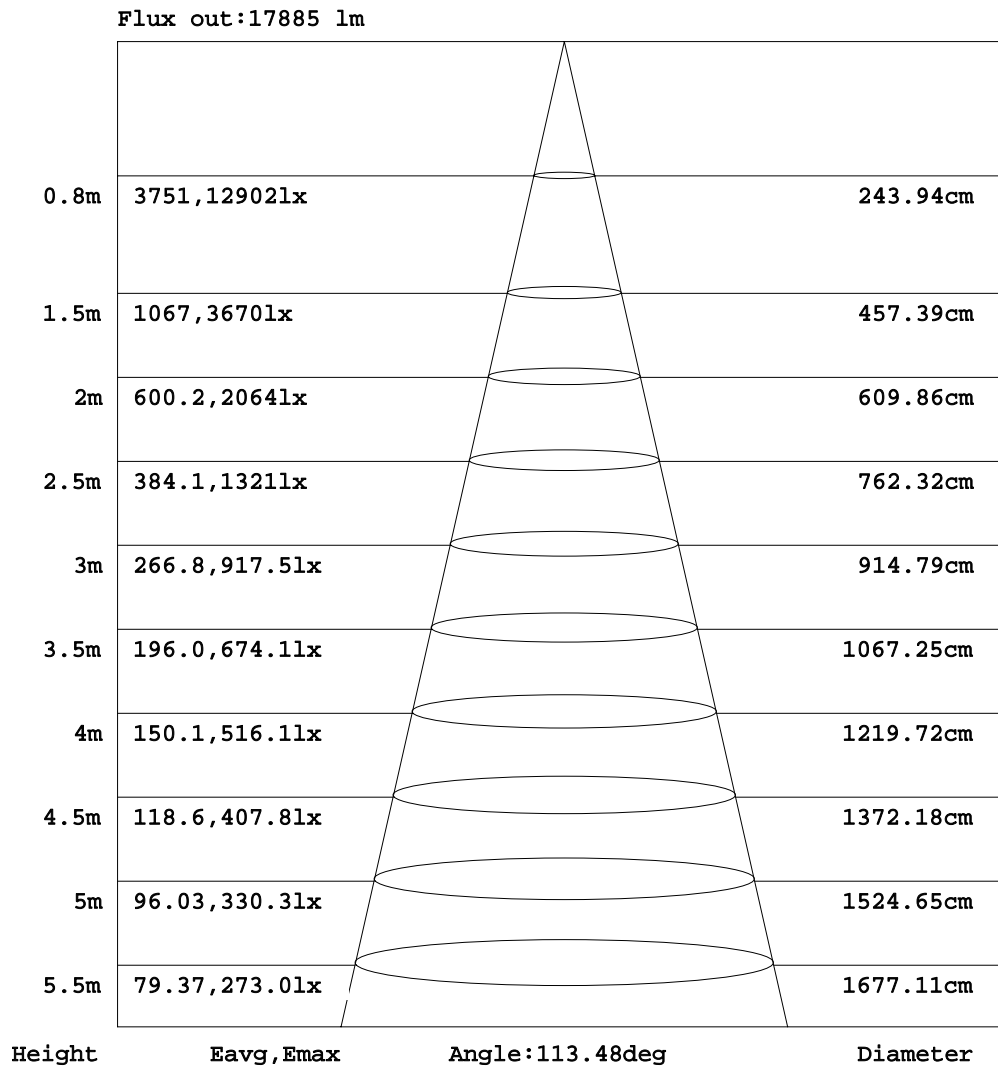 Flux out:17885 lm
0.8m 3751,12902lx 243.94cm
1.5m 1067,3670lx 457.39cm
2m 600.2,2064lx 609.86cm
2.5m 384.1,1321lx 762.32cm
3m 266.8,917.5lx 914.79cm
3.5m 196.0,674.1lx 1067.25cm
4m 150.1,516.1lx 1219.72cm
4.5m 118.6,407.8lx 1372.18cm
5m 96.03,330.3lx 1524.65cm
5.5m 79.37,273.0lx 1677.11cm
Height Eavg,Emax Angle:113.48deg Diameter